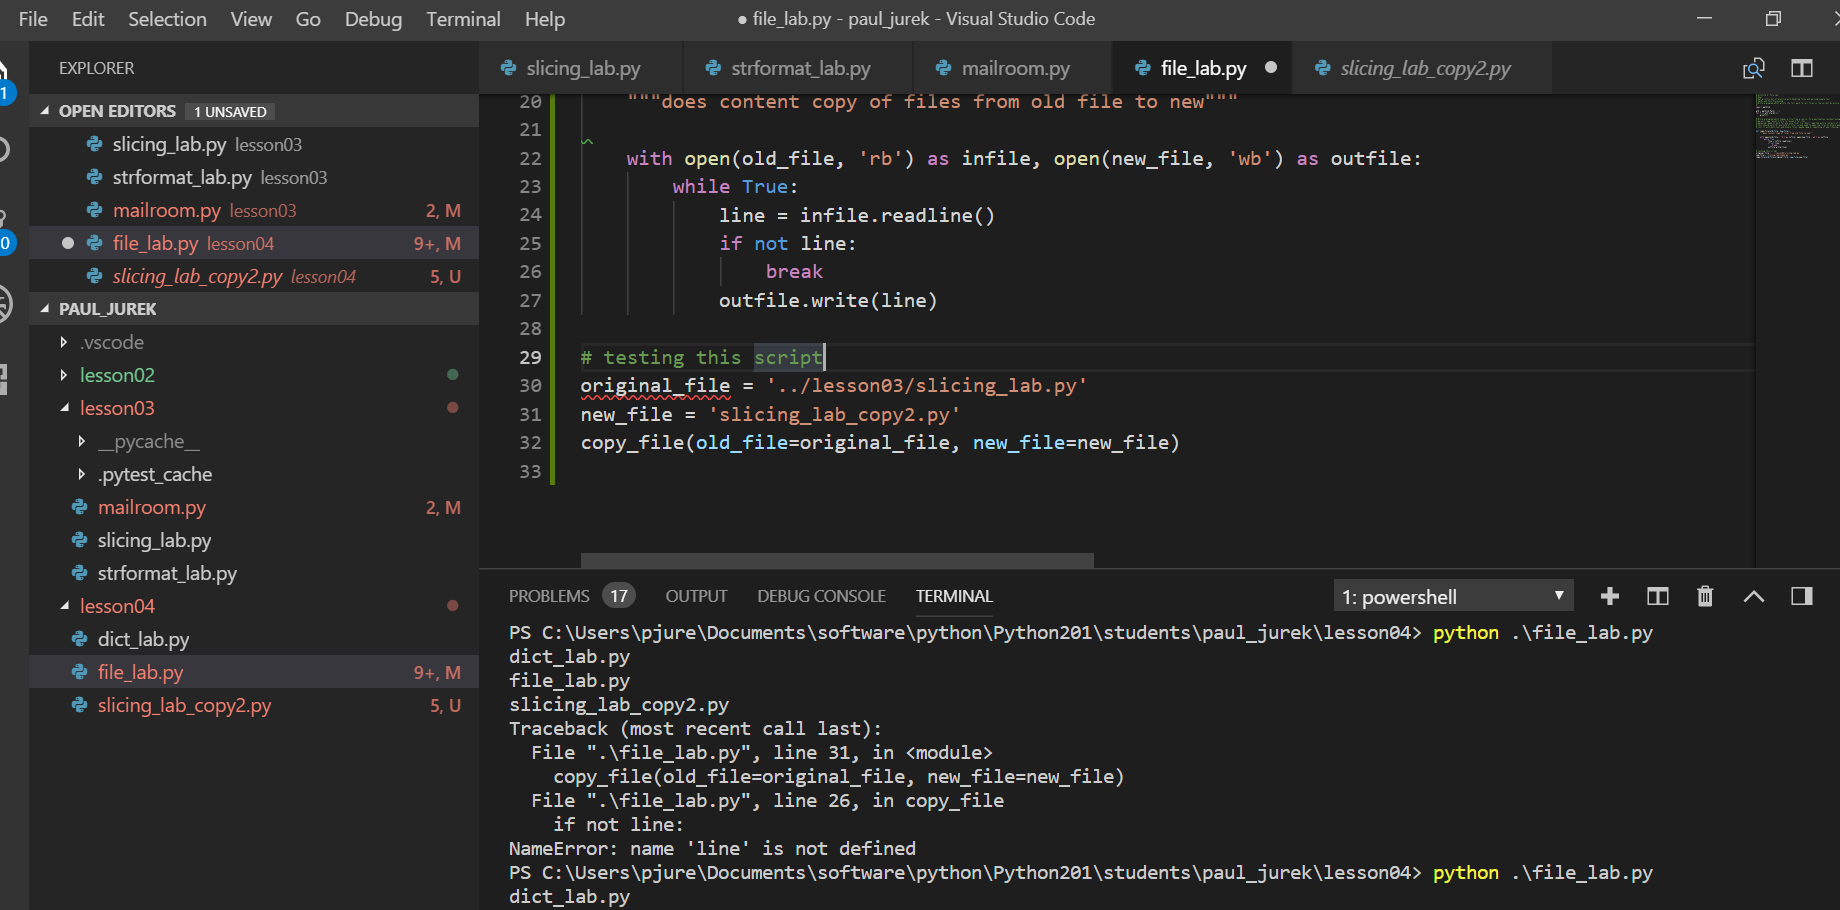 File Edit Selection View Go Debug Terminal Help
● file_lab.py - paul_jurek - Visual Studio Code
EXPLORER
OPEN EDITORS 1 UNSAVED
slicing_lab.py lesson03
strformat_lab.py lesson03
mailroom.py lesson03 2, M
file_lab.py lesson04 9+, M
slicing_lab_copy2.py lesson04 5, U
PAUL_JUREK
.vscode
lesson02
lesson03
__pycache__
.pytest_cache
mailroom.py 2, M
slicing_lab.py
strformat_lab.py
lesson04
dict_lab.py
file_lab.py 9+, M
slicing_lab_copy2.py 5, U
1
0
slicing_lab.py strformat_lab.py mailroom.py file_lab.py slicing_lab_copy2.py
20 """does content copy of files from old file to new"""
21
22 with open(old_file, 'rb') as infile, open(new_file, 'wb') as outfile:
23 while True:
24 line = infile.readline()
25 if not line:
26 break
27 outfile.write(line)
28
29 # testing this script
30 original_file = '../lesson03/slicing_lab.py'
31 new_file = 'slicing_lab_copy2.py'
32 copy_file(old_file=original_file, new_file=new_file)
33
PROBLEMS 17 OUTPUT DEBUG CONSOLE TERMINAL 1: powershell
PS C:\Users\pjure\Documents\software\python\Python201\students\paul_jurek\lesson04> python .\file_lab.py
dict_lab.py
file_lab.py
slicing_lab_copy2.py
Traceback (most recent call last):
File ".\file_lab.py", line 31, in <module>
copy_file(old_file=original_file, new_file=new_file)
File ".\file_lab.py", line 26, in copy_file
if not line:
NameError: name 'line' is not defined
PS C:\Users\pjure\Documents\software\python\Python201\students\paul_jurek\lesson04> python .\file_lab.py
dict_lab.py